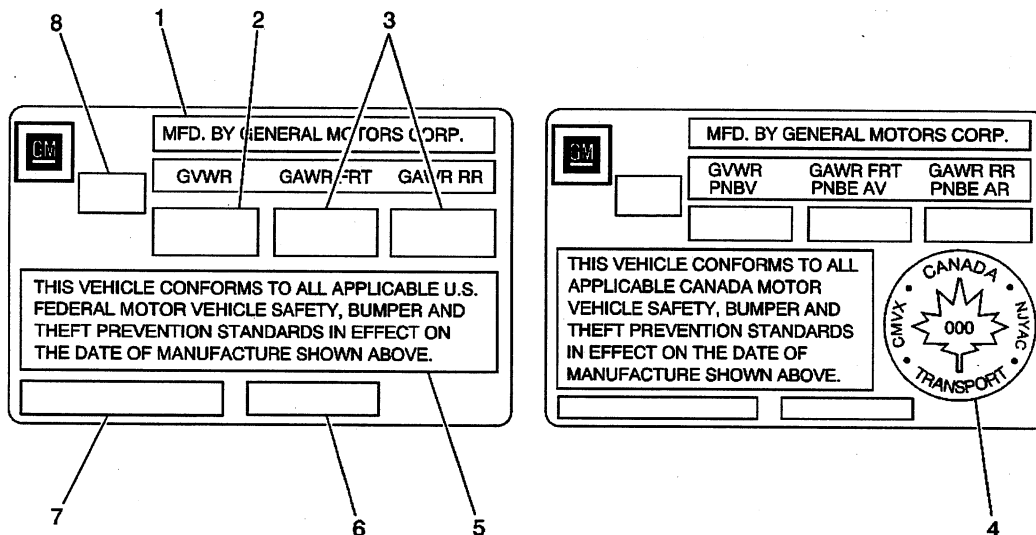 8 1 2 3
GM
MFD. BY GENERAL MOTORS CORP.
GVWR GAWR FRT GAWR RR
THIS VEHICLE CONFORMS TO ALL APPLICABLE U.S.
FEDERAL MOTOR VEHICLE SAFETY, BUMPER AND
THEFT PREVENTION STANDARDS IN EFFECT ON
THE DATE OF MANUFACTURE SHOWN ABOVE.
7 6 5
GM
MFD. BY GENERAL MOTORS CORP.
GVWR GAWR FRT GAWR RR
PNBV PNBE AV PNBE AR
THIS VEHICLE CONFORMS TO ALL
APPLICABLE CANADA MOTOR
VEHICLE SAFETY, BUMPER AND
THEFT PREVENTION STANDARDS
IN EFFECT ON THE DATE OF
MANUFACTURE SHOWN ABOVE.
CANADA
CMVX 000 NJYAC
TRANSPORT
4